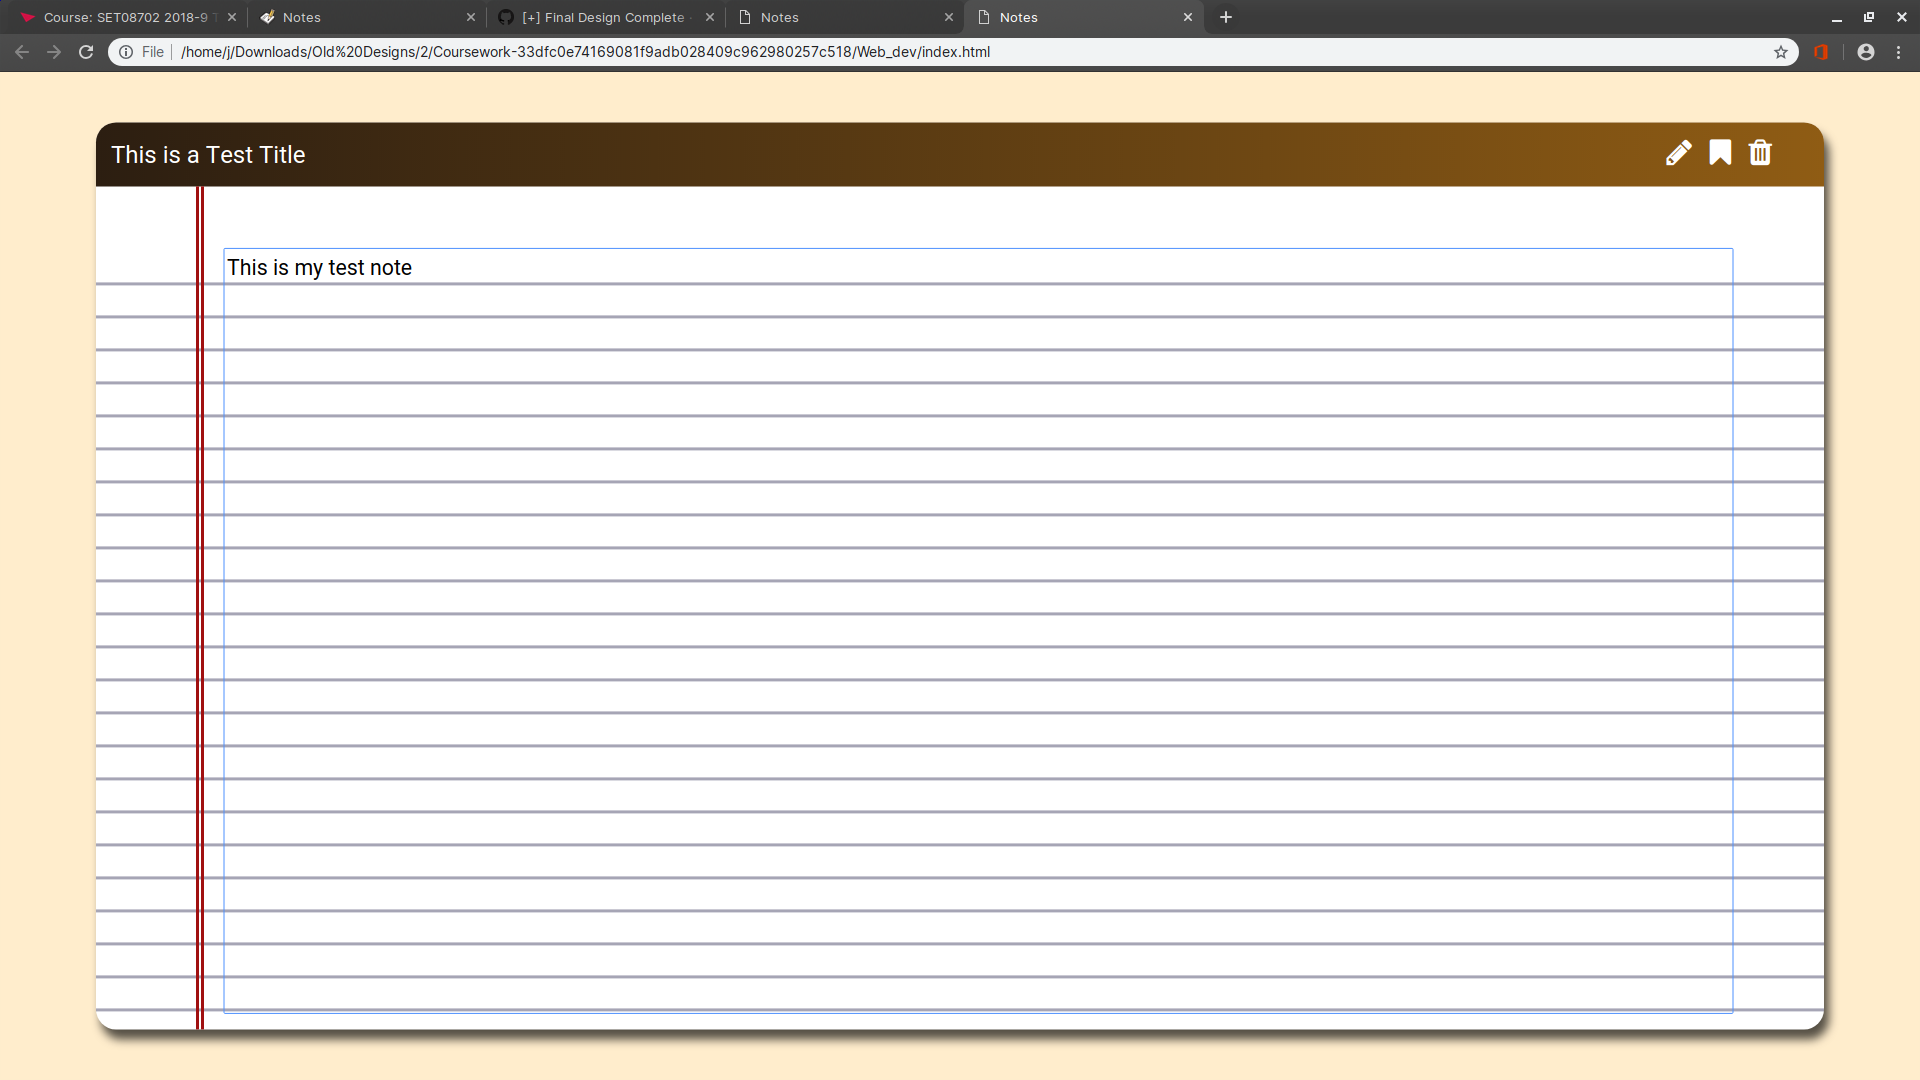 Course: SET08702 2018-9 T
Notes
[+] Final Design Complete ·
Notes
Notes
File
/home/j/Downloads/Old%20Designs/2/Coursework-33dfc0e74169081f9adb028409c962980257c518/Web_dev/index.html
This is a Test Title
This is my test note